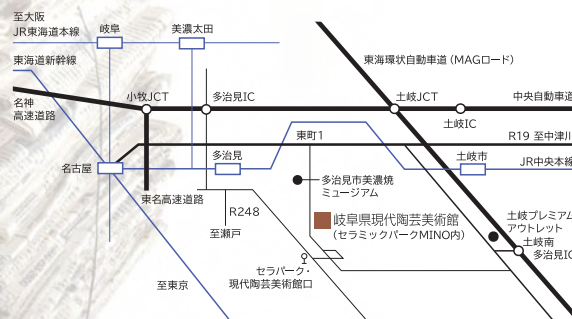 至大阪
JR東海道本線
岐阜
美濃太田
東海道新幹線
東海環状自動車道（MAGロード）
小牧JCT
多治見IC
土岐JCT
中央自動車道
名神
高速道路
土岐IC
R19 至中津川
東町1
名古屋
多治見
土岐市
JR中央本線
多治見市美濃焼
ミュージアム
東名高速道路
R248
至瀬戸
岐阜県現代陶芸美術館
（セラミックパークMINO内）
土岐プレミアム
アウトレット
土岐南
多治見IC
セラパーク・
現代陶芸美術館口
至東京